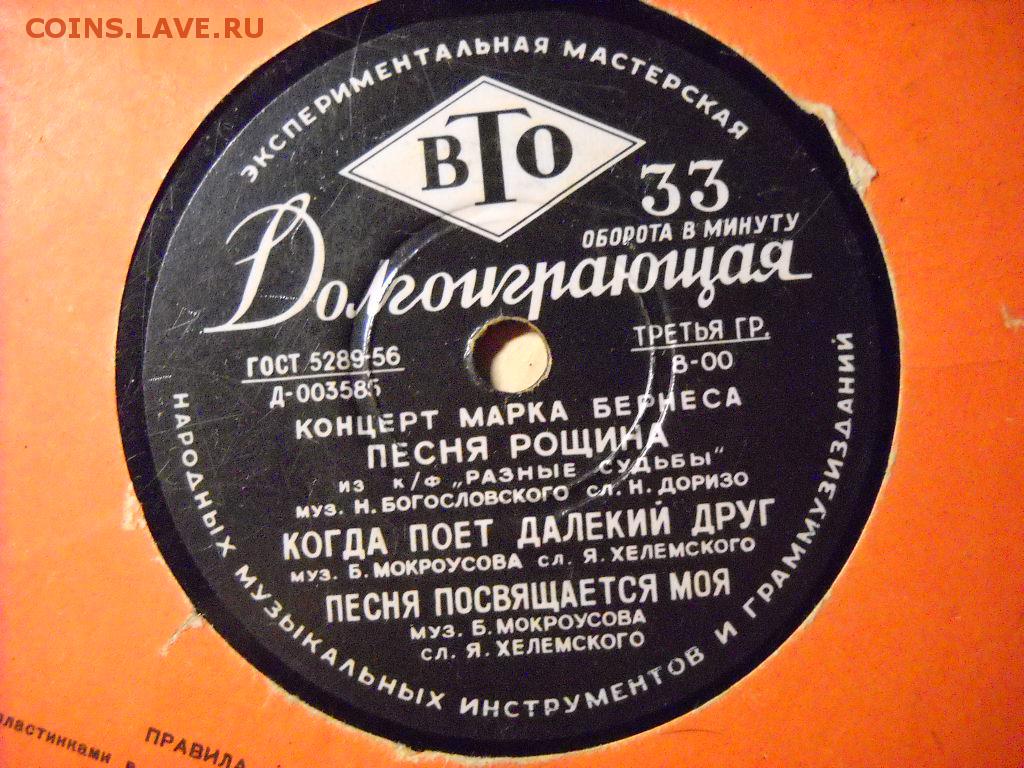 COINS.LAVE.RU
ЭКСПЕРИМЕНТАЛЬНАЯ МАСТЕРСКАЯ
ВТО
33
ОБОРОТА В МИНУТУ
Долгоиграющая
ГОСТ 5289-56
Д-003585
ТРЕТЬЯ ГР.
8-00
КОНЦЕРТ МАРКА БЕРНЕСА
ПЕСНЯ РОЩИНА
ИЗ К/Ф „РАЗНЫЕ СУДЬБЫ"
МУЗ. Н. БОГОСЛОВСКОГО СЛ. Н. ДОРИЗО
КОГДА ПОЕТ ДАЛЕКИЙ ДРУГ
МУЗ. Б. МОКРОУСОВА СЛ. Я. ХЕЛЕМСКОГО
ПЕСНЯ ПОСВЯЩАЕТСЯ МОЯ
МУЗ. Б. МОКРОУСОВА
СЛ. Я. ХЕЛЕМСКОГО
НАРОДНЫХ МУЗЫКАЛЬНЫХ ИНСТРУМЕНТОВ И ГРАММУЗИЗДАНИЙ
ПРАВИЛА
пластинками